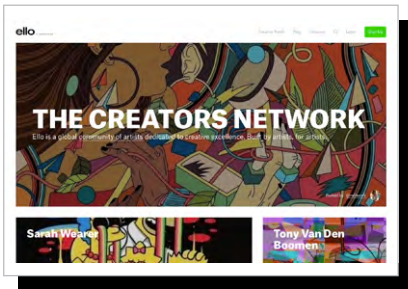 ello
THE CREATORS NETWORK
Ello is a global community of artists dedicated to creative excellence. Built by artists, for artists.
Sarah Wearer
Tony Van Den
Boomen